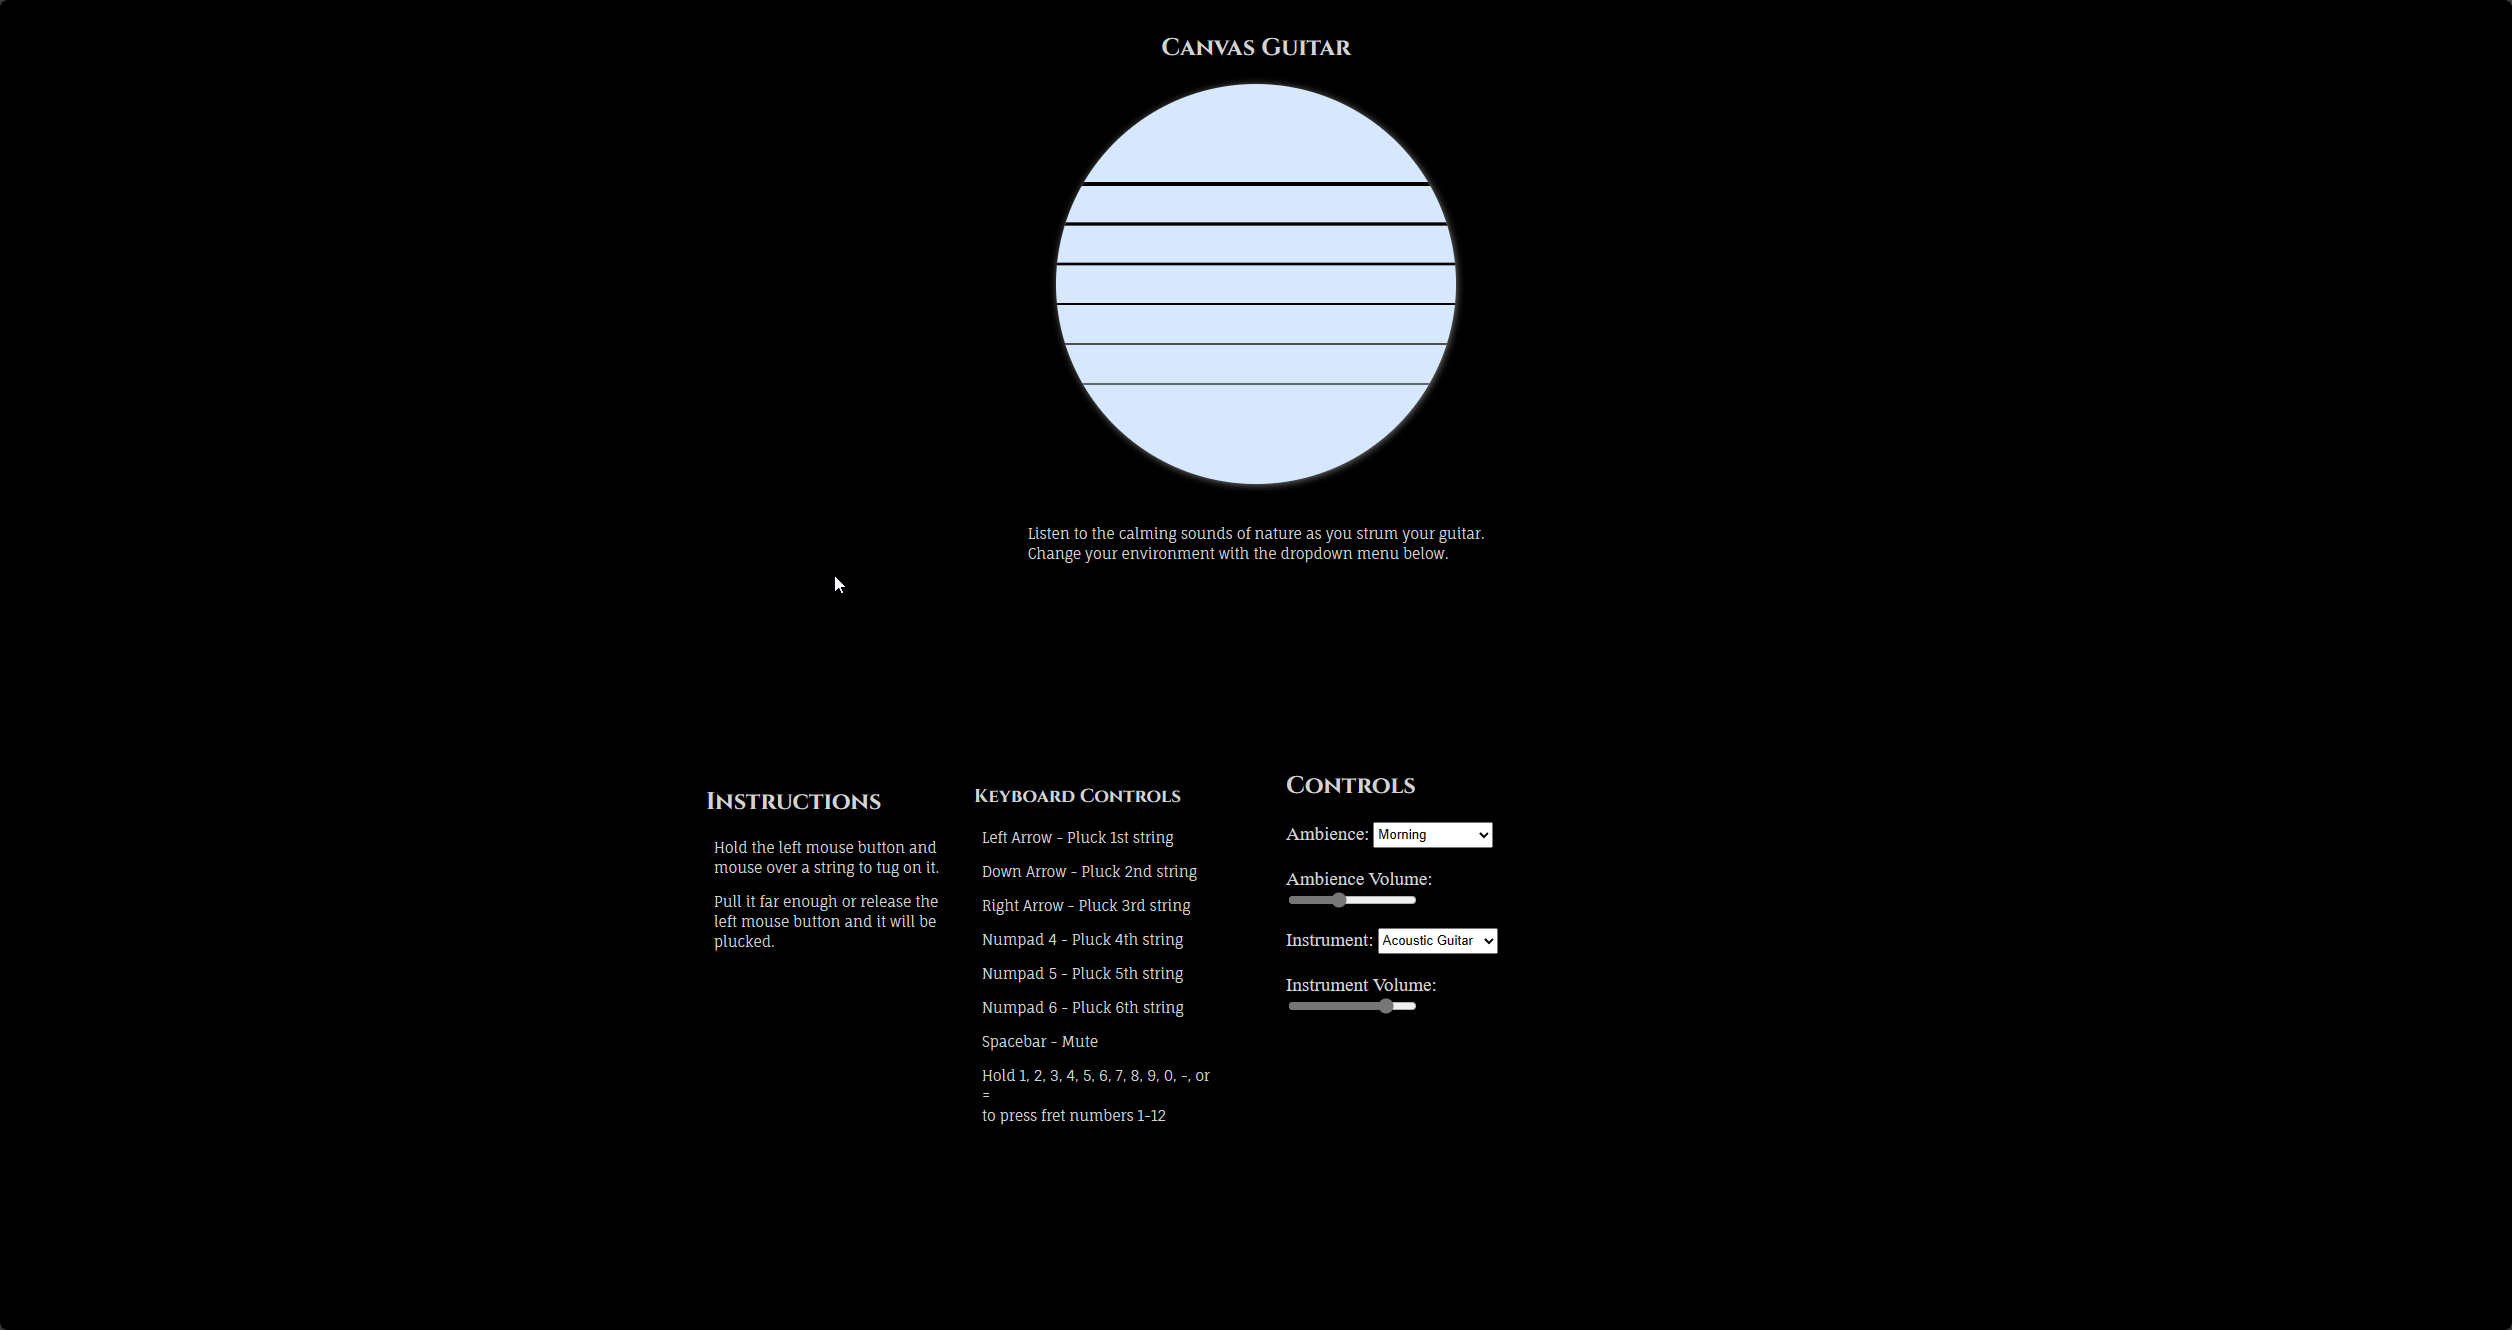 Canvas Guitar
Listen to the calming sounds of nature as you strum your guitar.
Change your environment with the dropdown menu below.
Instructions
Hold the left mouse button and
mouse over a string to tug on it.
Pull it far enough or release the
left mouse button and it will be
plucked.
Keyboard Controls
Left Arrow - Pluck 1st string
Down Arrow - Pluck 2nd string
Right Arrow - Pluck 3rd string
Numpad 4 - Pluck 4th string
Numpad 5 - Pluck 5th string
Numpad 6 - Pluck 6th string
Spacebar - Mute
Hold 1, 2, 3, 4, 5, 6, 7, 8, 9, 0, -, or
=
to press fret numbers 1-12
Controls
Ambience: Morning
Ambience Volume:
Instrument: Acoustic Guitar
Instrument Volume: